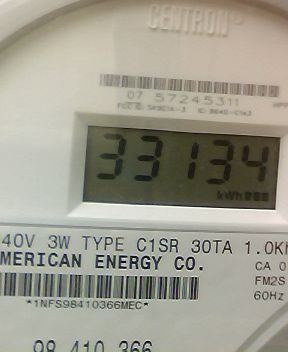 CENTRON®
07 57245311
33134
kWh
40V 3W TYPE C1SR 30TA 1.0K
MERICAN ENERGY CO.
CA 0
FM2S
60Hz
*1NFS98410366MEC*
98 410 366